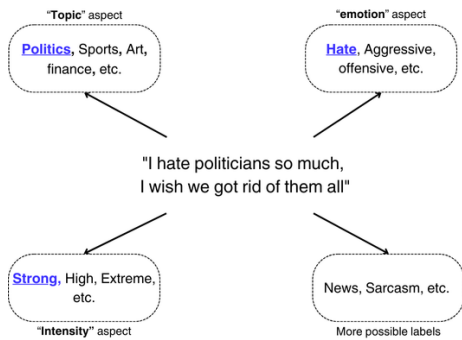 “Topic” aspect
“emotion” aspect
Politics, Sports, Art,
finance, etc.
Hate, Aggressive,
offensive, etc.
"I hate politicians so much,
I wish we got rid of them all"
Strong, High, Extreme,
etc.
News, Sarcasm, etc.
“Intensity” aspect
More possible labels